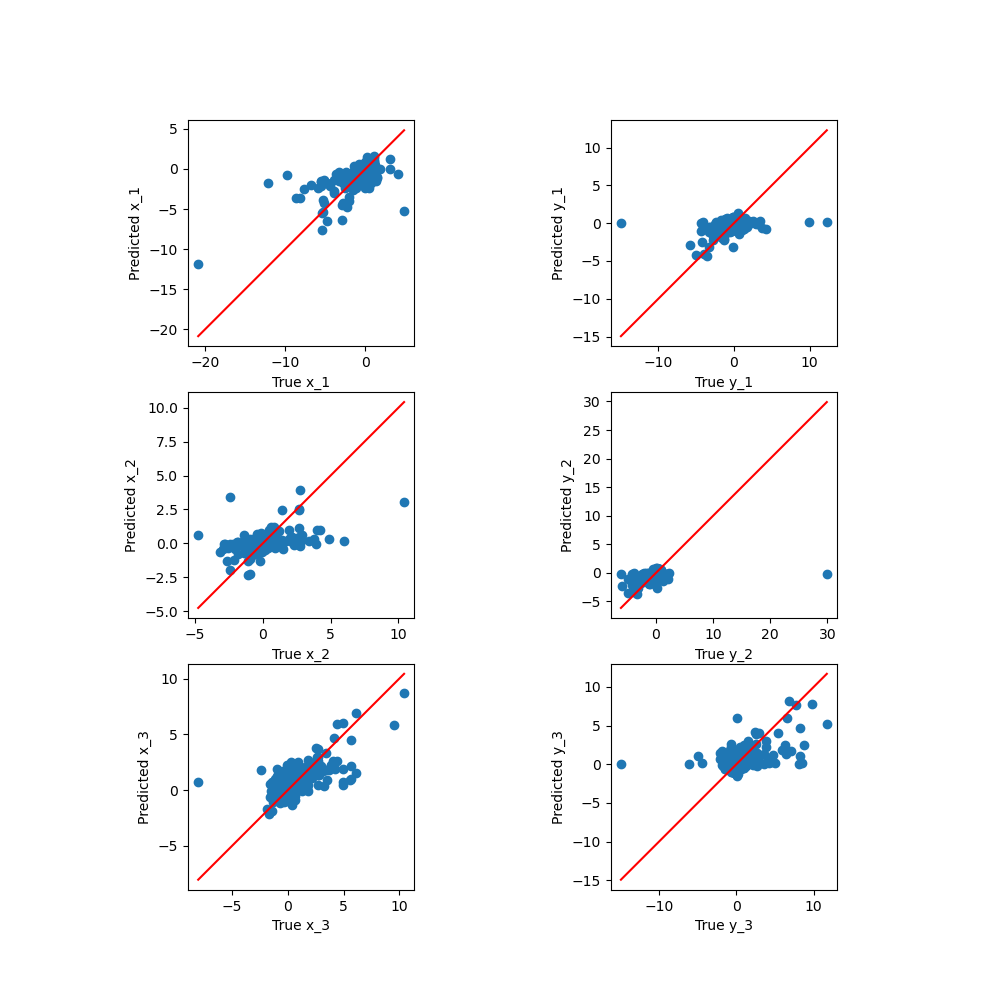 5
0
−5
−10
−15
−20
Predicted x_1
−20 −10 0
True x_1
10
5
0
−5
−10
−15
Predicted y_1
−10 0 10
True y_1
10.0
7.5
5.0
2.5
0.0
−2.5
−5.0
Predicted x_2
−5 0 5 10
True x_2
30
25
20
15
10
5
0
−5
Predicted y_2
0 10 20 30
True y_2
10
5
0
−5
Predicted x_3
−5 0 5 10
True x_3
10
5
0
−5
−10
−15
Predicted y_3
−10 0 10
True y_3